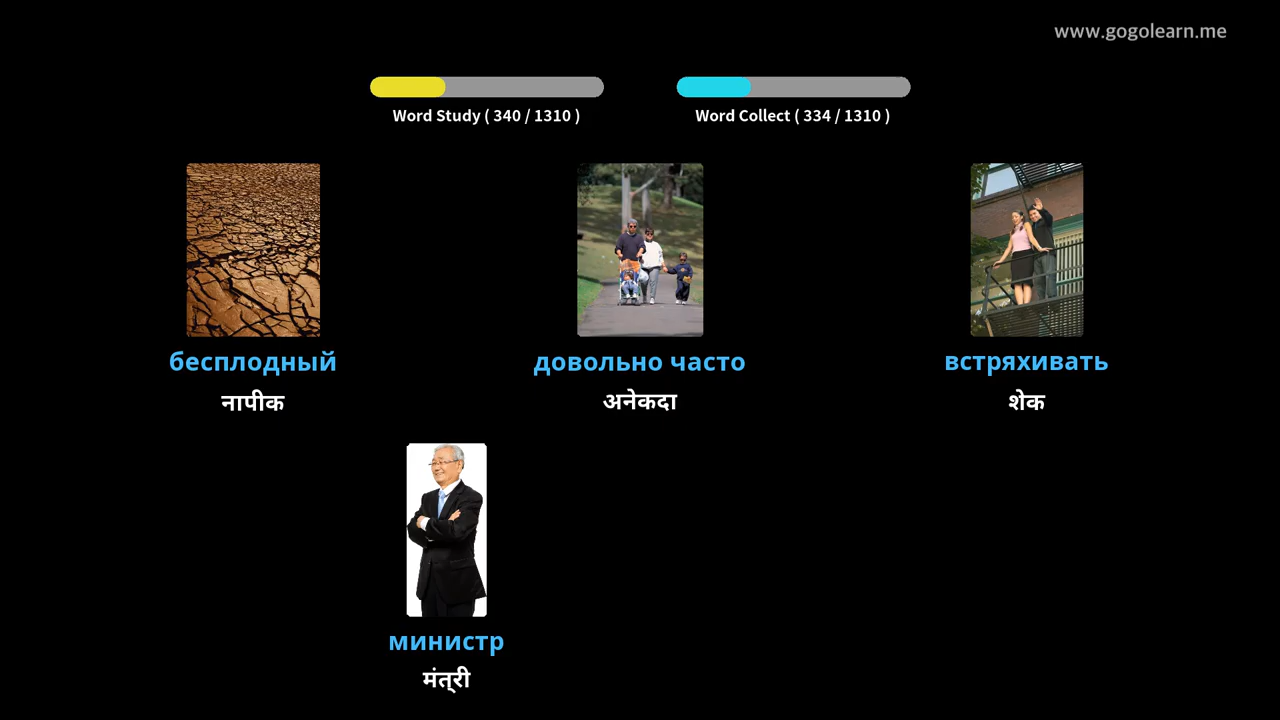 www.gogolearn.me
Word Study ( 340 / 1310 )
Word Collect ( 334 / 1310 )
бесплодный
नापीक
довольно часто
अनेकदा
встряхивать
शेक
министр
मंत्री